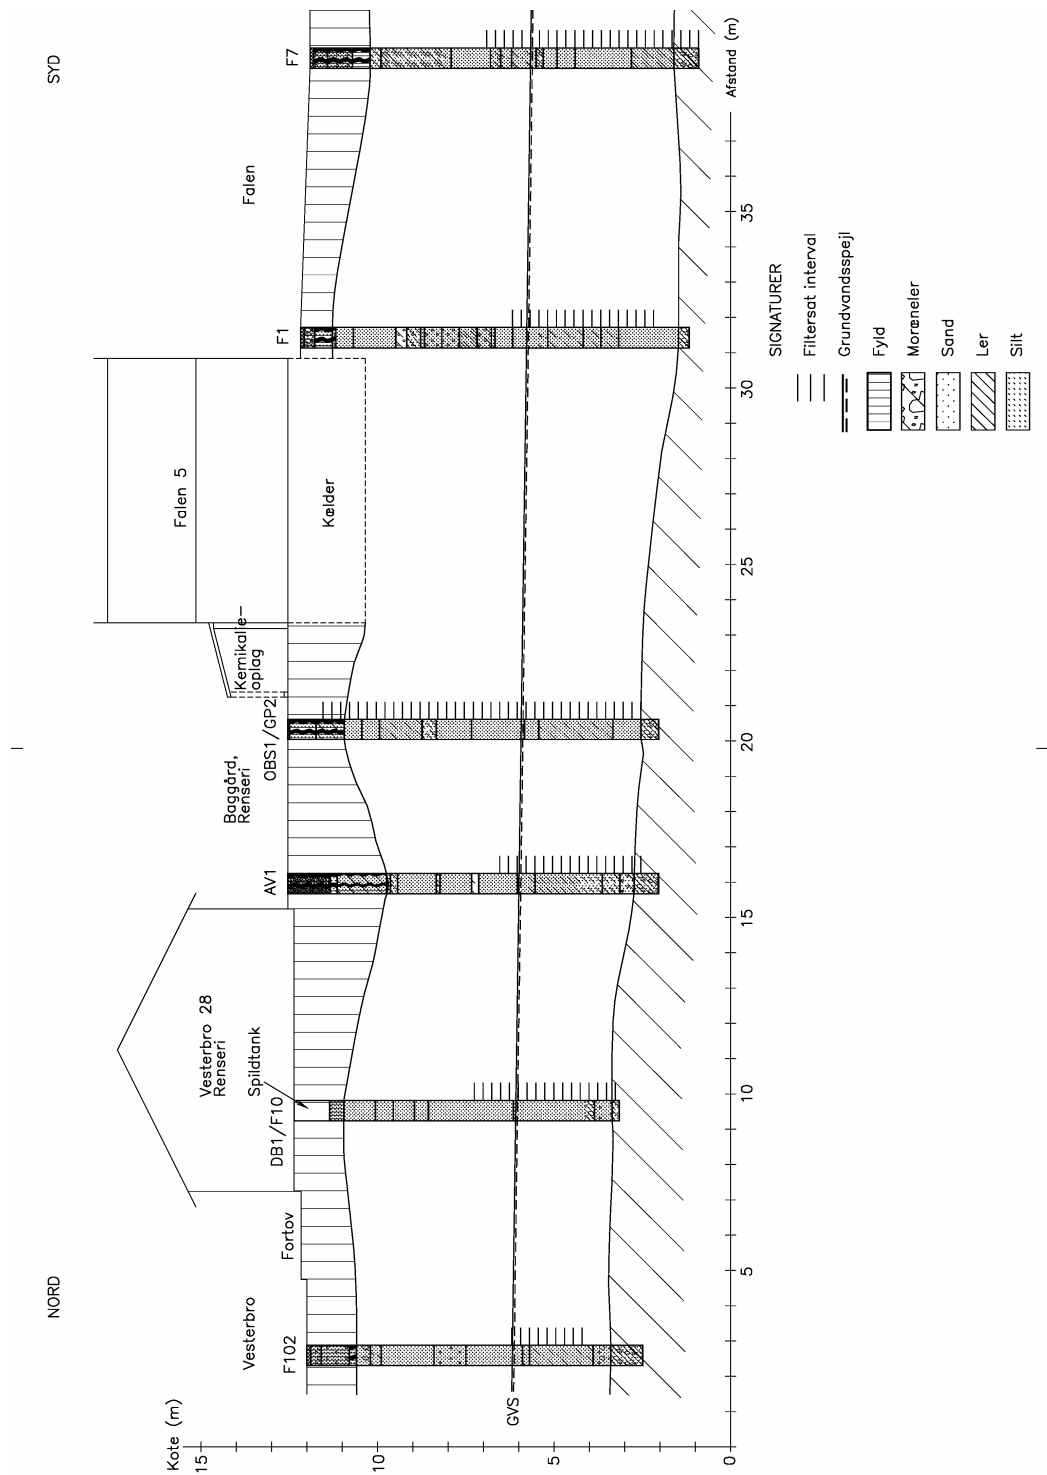 NORD
SYD
Vesterbro
Fortov
Vesterbro 28
Renseri
Spildtank
Baggård,
Renseri
Kemikalie-
oplag
Falen 5
Kælder
Falen
F102
DB1/F10
AV1
OBS1/GP2
F1
F7
Kote (m)
15
10
5
0
GVS
5
10
15
20
25
30
35
Afstand (m)
SIGNATURER
Filtersat interval
Grundvandsspejl
Fyld
Moræneler
Sand
Ler
Silt